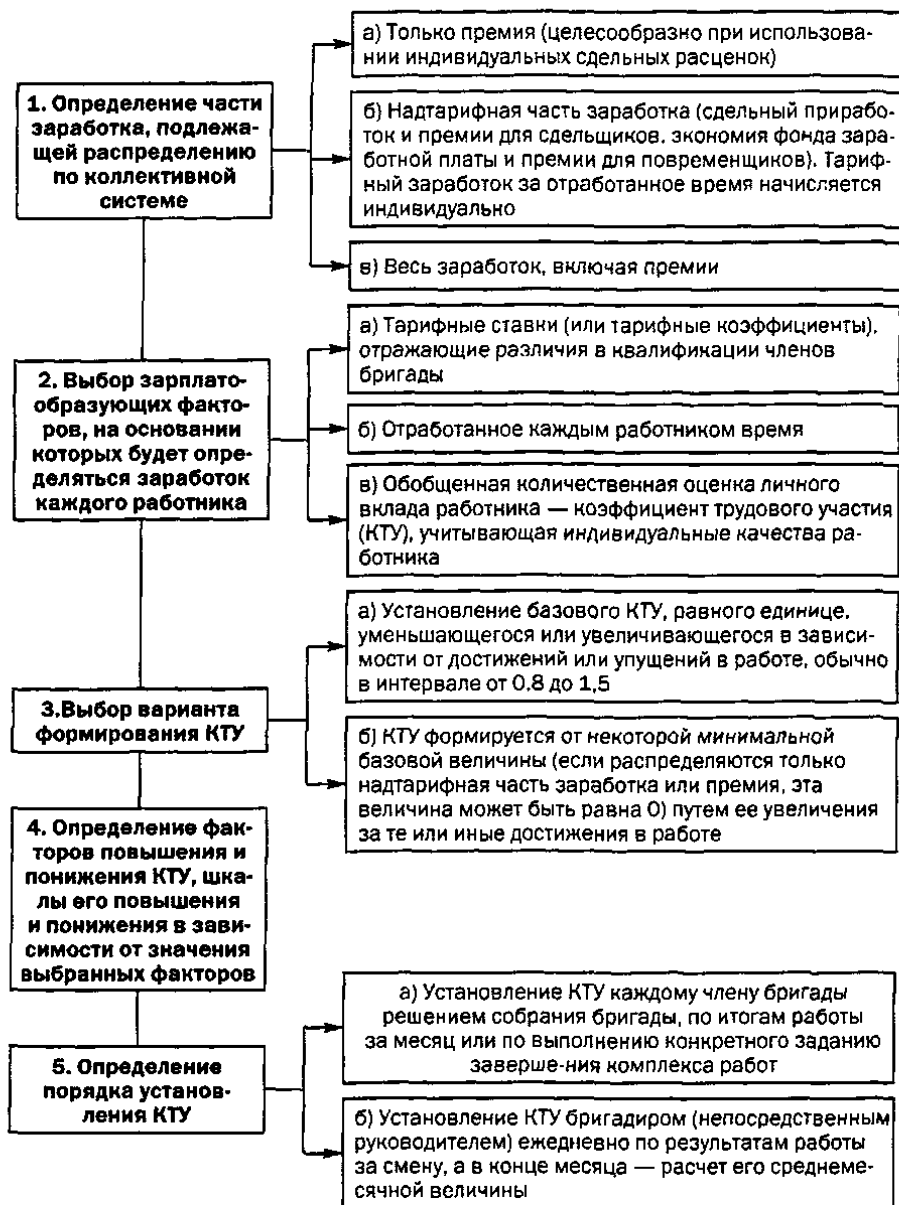 1. Определение части
заработка, подлежа-
щей распределению
по коллективной
системе
а) Только премия (целесообразно при использова-
нии индивидуальных сдельных расценок)
б) Надтарифная часть заработка (сдельный приработ-
ток и премии для сдельщиков. экономия фонда зара-
ботной платы и премии для повременщиков). Тариф-
ный заработок за отработанное время начисляется
индивидуально
в) Весь заработок, включая премии
2. Выбор зарплато-
образующих факто-
ров, на основании
которых будет опре-
деляться заработок
каждого работника
а) Тарифные ставки (или тарифные коэффициенты).
отражающие различия в квалификации членов
бригады
б) Отработанное каждым работником время
в) Обобщенная количественная оценка личного
вклада работника — коэффициент трудового участия
(КТУ), учитывающая индивидуальные качества ра-
ботника
3.Выбор варианта
формирования КТУ
а) Установление базового КТУ, равного единице.
уменьшающегося или увеличивающегося в зависи-
мости от достижений или упущений в работе, обычно
в интервале от 0.8 до 1,5
б) КТУ формируется от некоторой минимальной
базовой величины (если распределяются только
надтарифная часть заработка или премия, эта
величина может быть равна 0) путем ее увеличения
за те или иные достижения в работе
4. Определение фак-
торов повышения и
понижения КТУ, шка-
лы его повышения
и понижения в зави-
симости от значения
выбранных факторов
5. Определение
порядка установ-
ления КТУ
а) Установление КТУ каждому члену бригады
решением собрания бригады, по итогам работы
за месяц или по выполнению конкретного заданию
заверше-ния комплекса работ
б) Установление КТУ бригадиром (непосредственным
руководителем) ежедневно по результатам работы
за смену, а в конце месяца — расчет его среднеме-
сячной величины